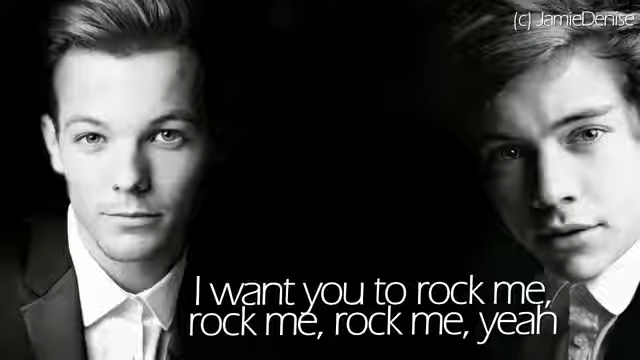 (c) JamieDenise
I want you to rock me,
rock me, rock me, yeah